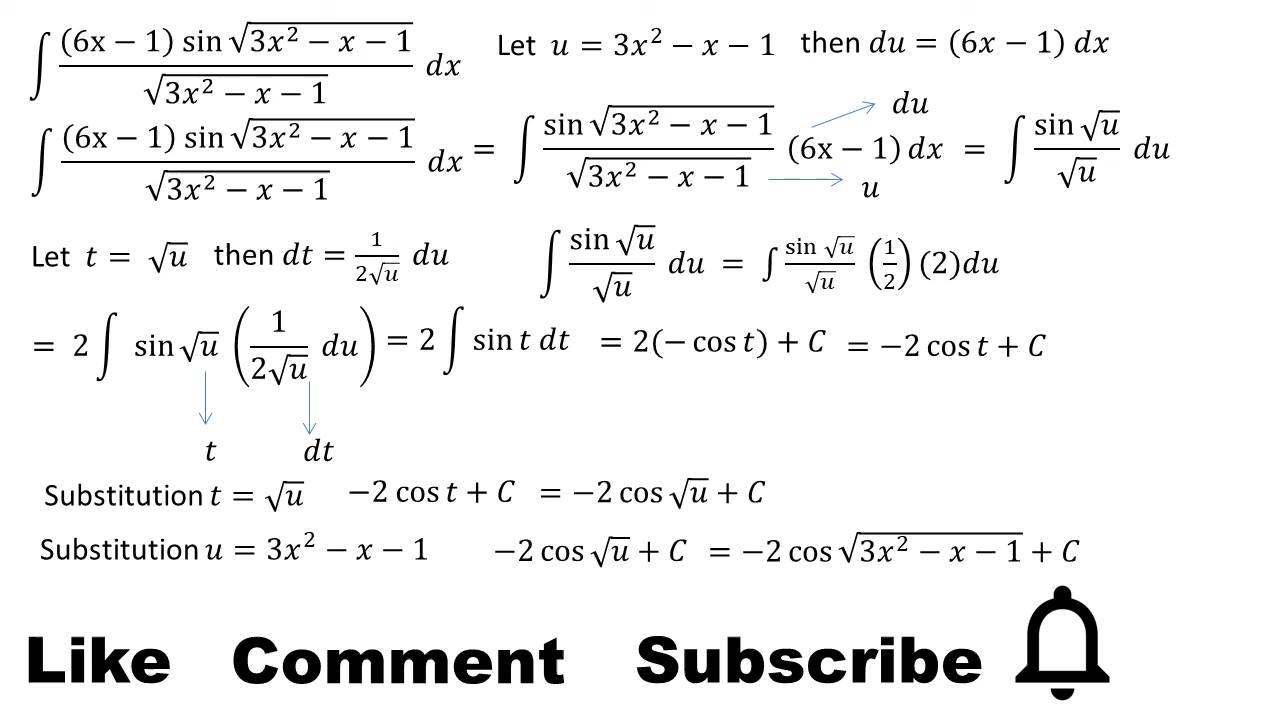 ∫ (6x − 1) sin √(3x² − x − 1) / √(3x² − x − 1) dx Let u = 3x² − x − 1 then du = (6x − 1) dx
∫ (6x − 1) sin √(3x² − x − 1) / √(3x² − x − 1) dx = ∫ sin √(3x² − x − 1) / √(3x² − x − 1) (6x − 1) dx = ∫ sin √u / √u du
du
u
Let t = √u then dt = 1/(2√u) du ∫ sin √u / √u du = ∫ sin √u / √u (1/2) (2)du
= 2 ∫ sin √u (1/(2√u) du) = 2 ∫ sin t dt = 2(− cos t) + C = −2 cos t + C
t dt
Substitution t = √u −2 cos t + C = −2 cos √u + C
Substitution u = 3x² − x − 1 −2 cos √u + C = −2 cos √(3x² − x − 1) + C
Like Comment Subscribe